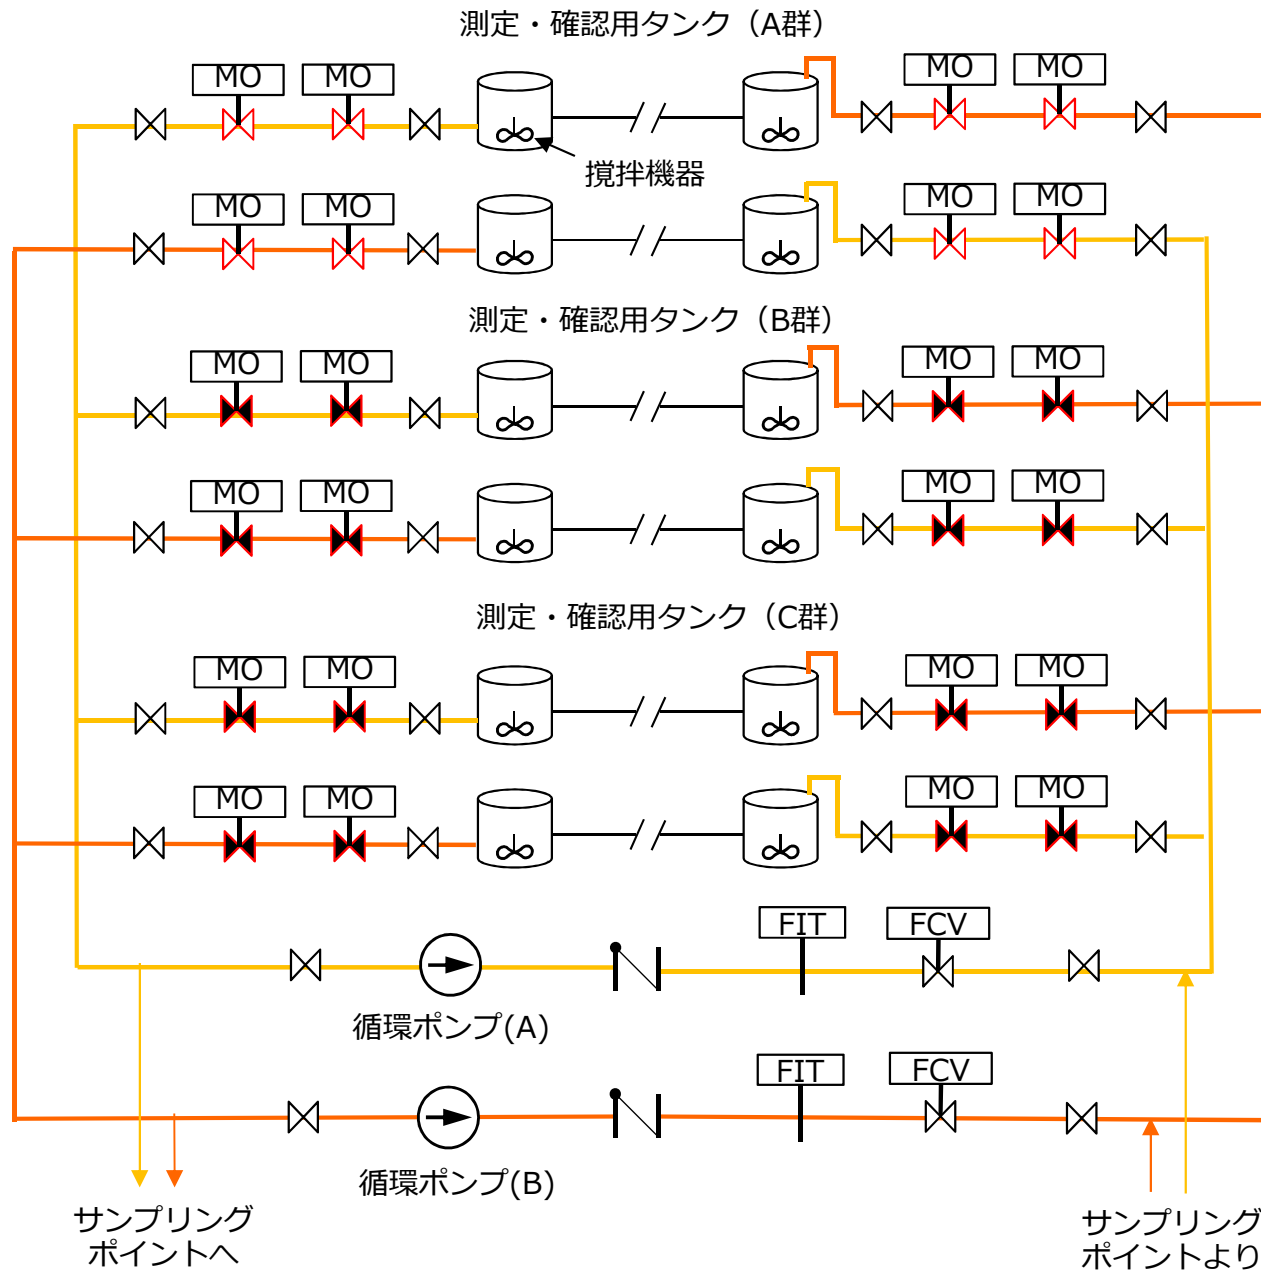 測定・確認用タンク（A群）
MO
MO
MO
MO
撹拌機器
MO
MO
MO
MO
測定・確認用タンク（B群）
MO
MO
MO
MO
MO
MO
MO
MO
測定・確認用タンク（C群）
MO
MO
MO
MO
MO
MO
MO
MO
FIT
FCV
循環ポンプ(A)
FIT
FCV
循環ポンプ(B)
サンプリング
ポイントへ
サンプリング
ポイントより